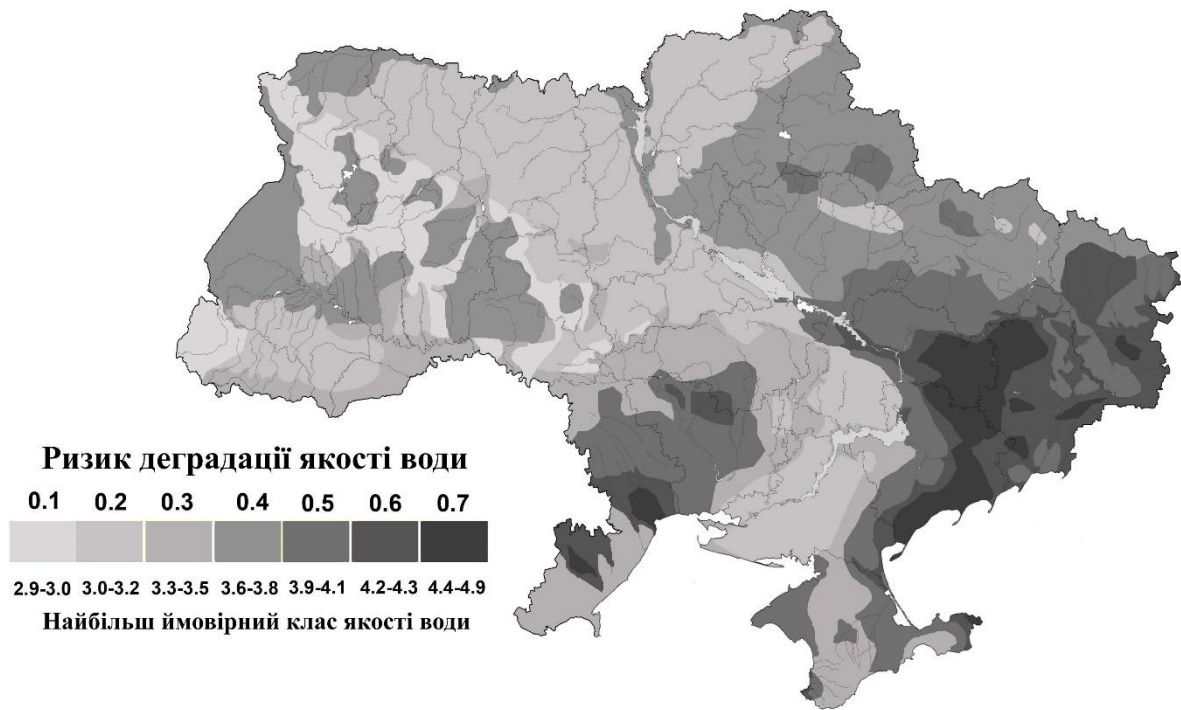 Ризик деградації якості води
0.1 0.2 0.3 0.4 0.5 0.6 0.7
2.9-3.0 3.0-3.2 3.3-3.5 3.6-3.8 3.9-4.1 4.2-4.3 4.4-4.9
Найбільш ймовірний клас якості води